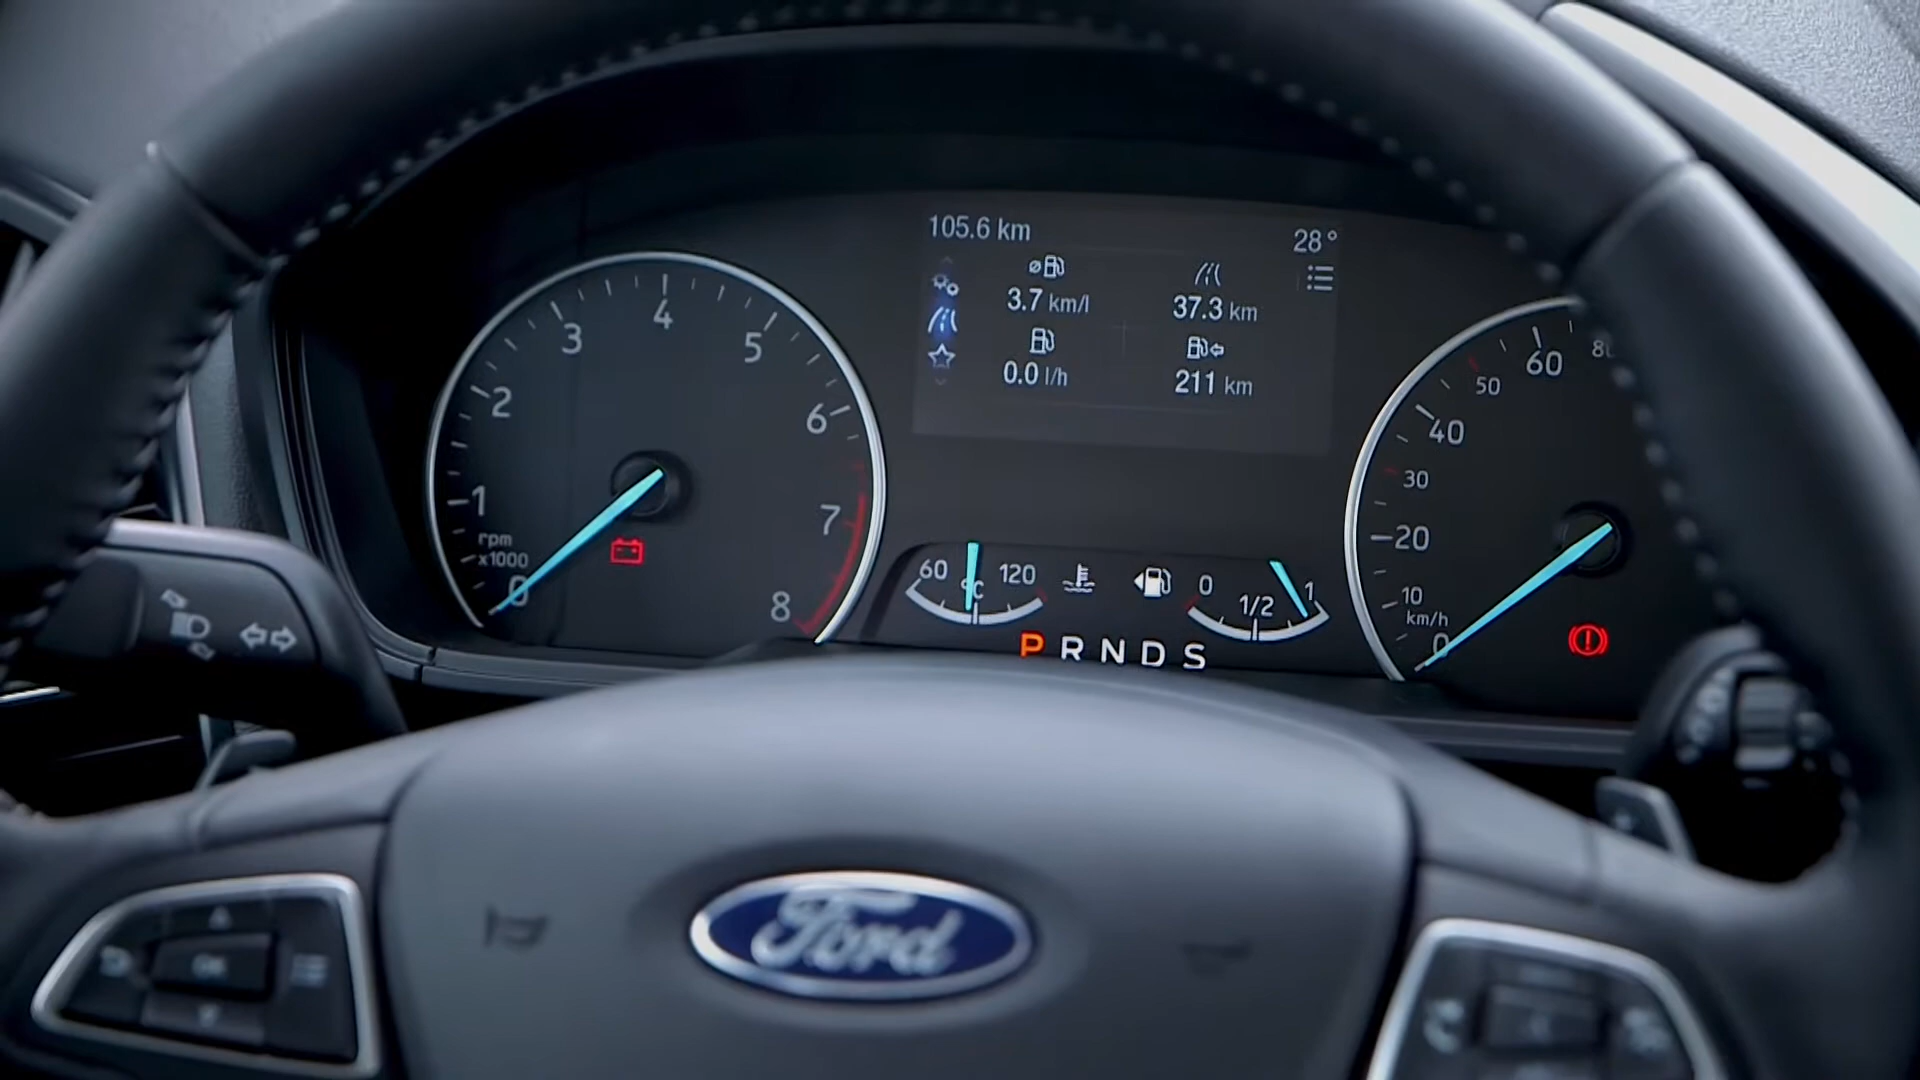 105.6 km
28°
3.7 km/l
37.3 km
0.0 l/h
211 km
0
1
2
3
4
5
6
7
8
rpm
x1000
60
°C
120
0
1/2
1
P R N D S
0
10
20
30
40
50
60
km/h
OK
Ford